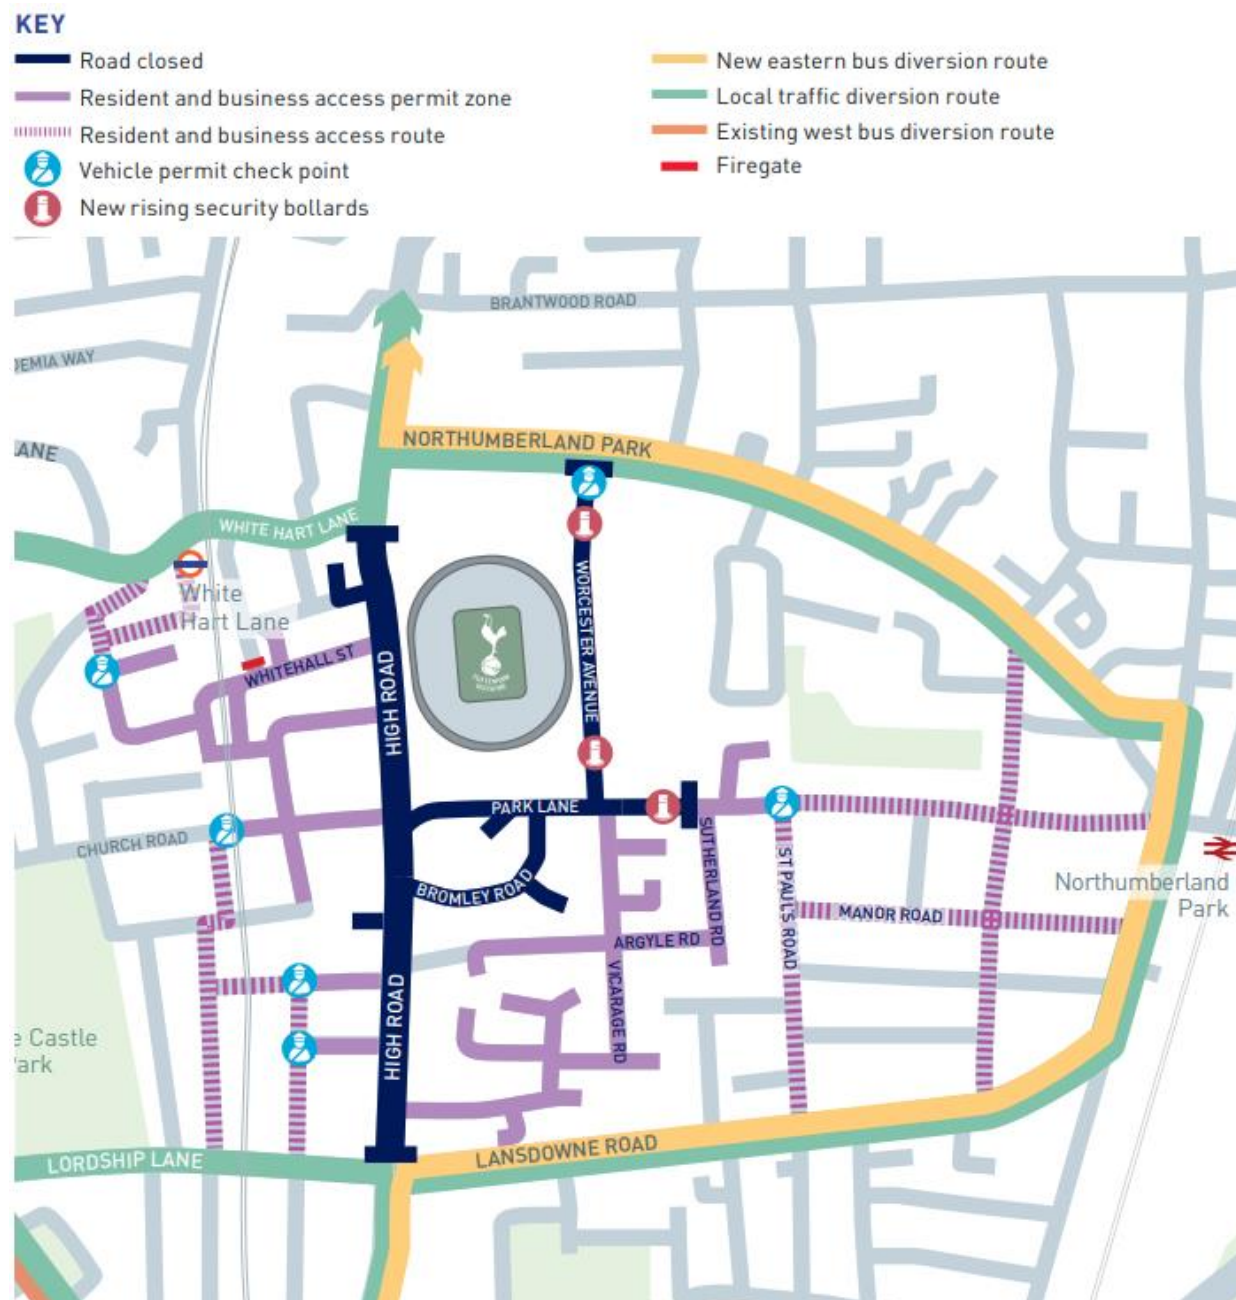 KEY
Road closed
Resident and business access permit zone
Resident and business access route
Vehicle permit check point
New rising security bollards
New eastern bus diversion route
Local traffic diversion route
Existing west bus diversion route
Firegate
BRANTWOOD ROAD
DEMIA WAY
NORTHUMBERLAND PARK
LANE
WHITE HART LANE
White
Hart Lane
WHITEHALL ST
HIGH ROAD
WORCESTER AVENUE
PARK LANE
CHURCH ROAD
BROMLEY ROAD
SUTHERLAND RD
ST PAUL'S ROAD
MANOR ROAD
Northumberland
Park
ARGYLE RD
VICARAGE RD
HIGH ROAD
e Castle
Park
LORDSHIP LANE
LANSDOWNE ROAD